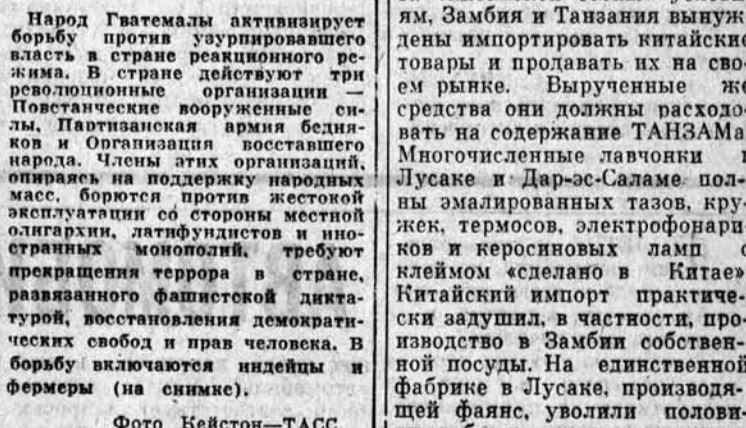 Народ Гватемалы активизирует
борьбу против узурпировавшего
власть в стране реакционного ре-
жима. В стране действуют три
революционные организации —
Повстанческие вооруженные си-
лы, Партизанская армия бедня-
ков и Организация восставшего
народа. Члены этих организаций,
опираясь на поддержку народных
масс, борются против жестокой
эксплуатации со стороны местной
олигархии, латифундистов и ино-
странных монополий, требуют
прекращения террора в стране,
развязанного фашистской дикта-
турой, восстановления демократи-
ческих свобод и прав человека. В
борьбу включаются индейцы и
фермеры (на снимке).
Фото Кейстон—ТАСС
ям, Замбия и Танзания вынуж-
дены импортировать китайские
товары и продавать их на сво-
ем рынке. Вырученные же
средства они должны расходо-
вать на содержание ТАНЗАМа
Многочисленные лавчонки
Лусаке и Дар-эс-Саламе пол-
ны эмалированных тазов, кру-
жек, термосов, электрофонари-
ков и керосиновых ламп с
клеймом «сделано в Китае»
Китайский импорт практиче-
ски задушил, в частности, про-
изводство в Замбии собствен-
ной посуды. На единственной
фабрике в Лусаке, производя-
щей фаянс, уволили полови-